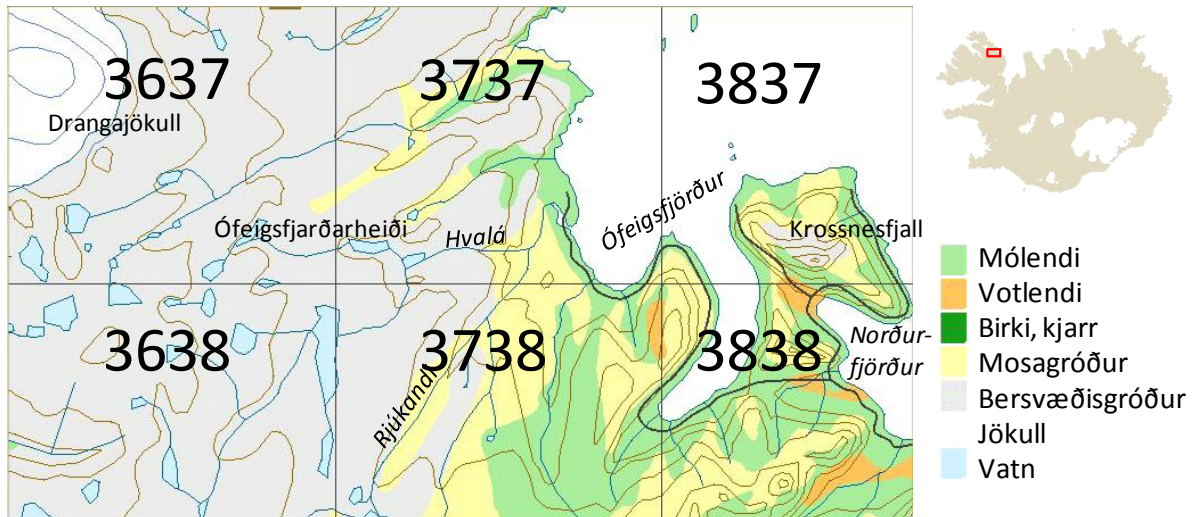 3637
3737
3837
Drangajökull
Ófeigsfjörður
Ófeigsfjarðarheiði
Hvalá
Krossnesfjall
3638
3738
3838
Norður-
fjörður
Rjúkandi
Mólendi
Votlendi
Birki, kjarr
Mosagróður
Bersvæðisgróður
Jökull
Vatn